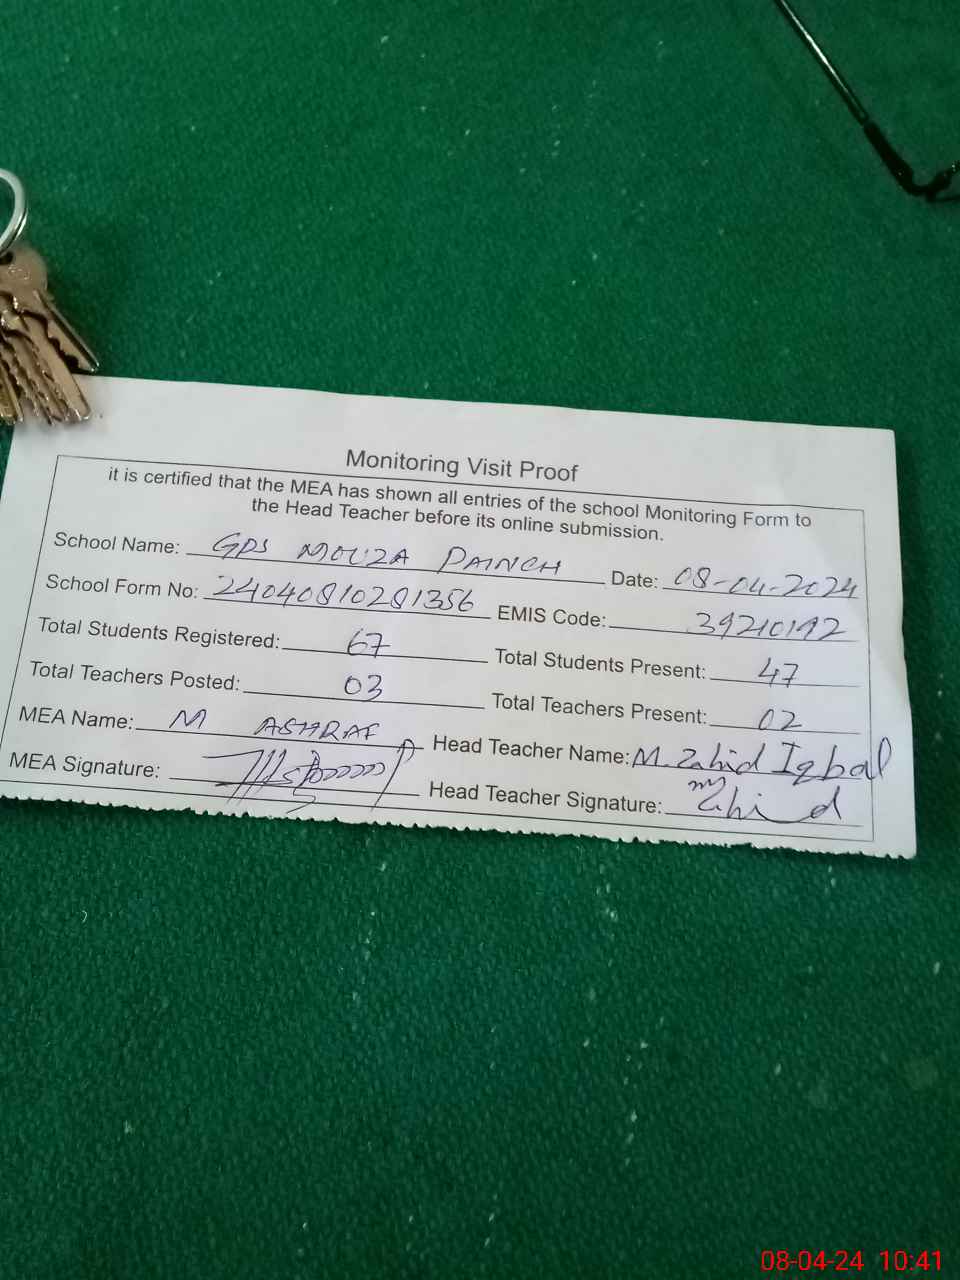 Monitoring Visit Proof
it is certified that the MEA has shown all entries of the school Monitoring Form to
the Head Teacher before its online submission.
School Name: GPS MOUZA PAINCH Date: 08-04-2024
School Form No: 24040810281356 EMIS Code: 39210192
Total Students Registered: 67 Total Students Present: 47
Total Teachers Posted: 03 Total Teachers Present: 02
MEA Name: M ASHRAF Head Teacher Name: M. Zahid Iqbal
MEA Signature: Head Teacher Signature: Zahid
08-04-24 10:41